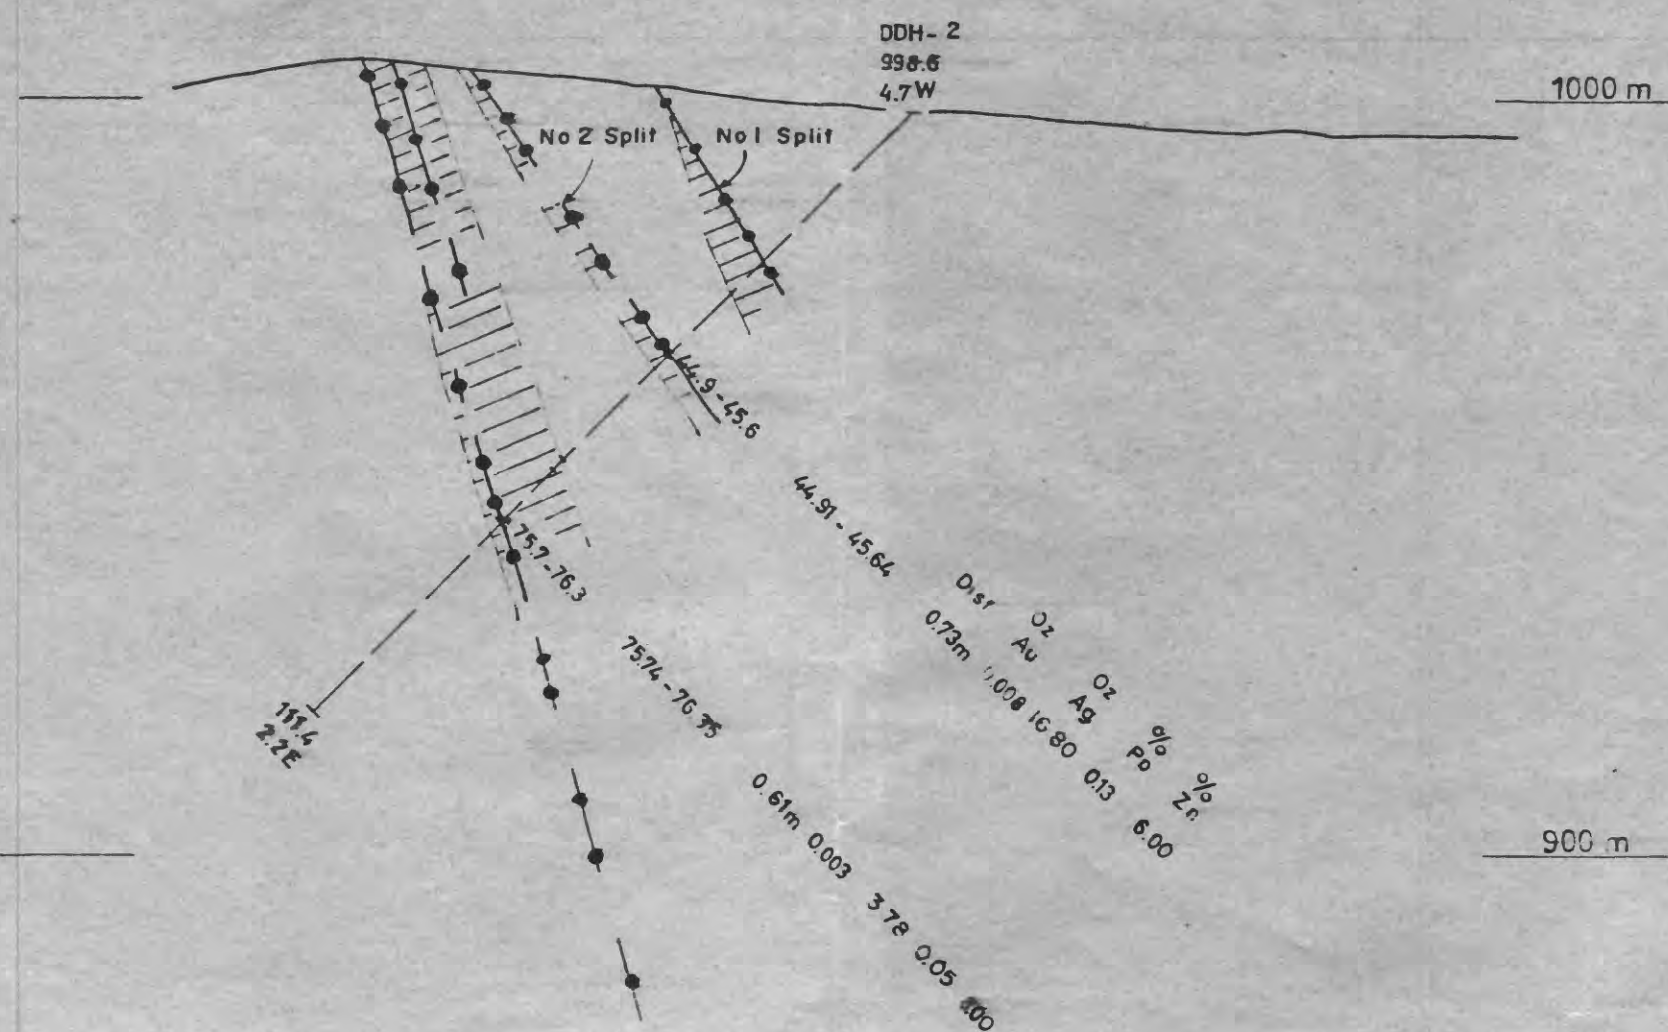 DDH-2
998.6
4.7W
1000 m
No 2 Split
No 1 Split
44.9-45.6
44.91 - 45.64
Dist Oz Oz % %
Au Ag Pb Zn
0.73m 16.80 0.13 6.00
75.7-76.3
75.74 - 76.35
0.61m 0.003 3.78 0.05
111.4
2.2E
900 m